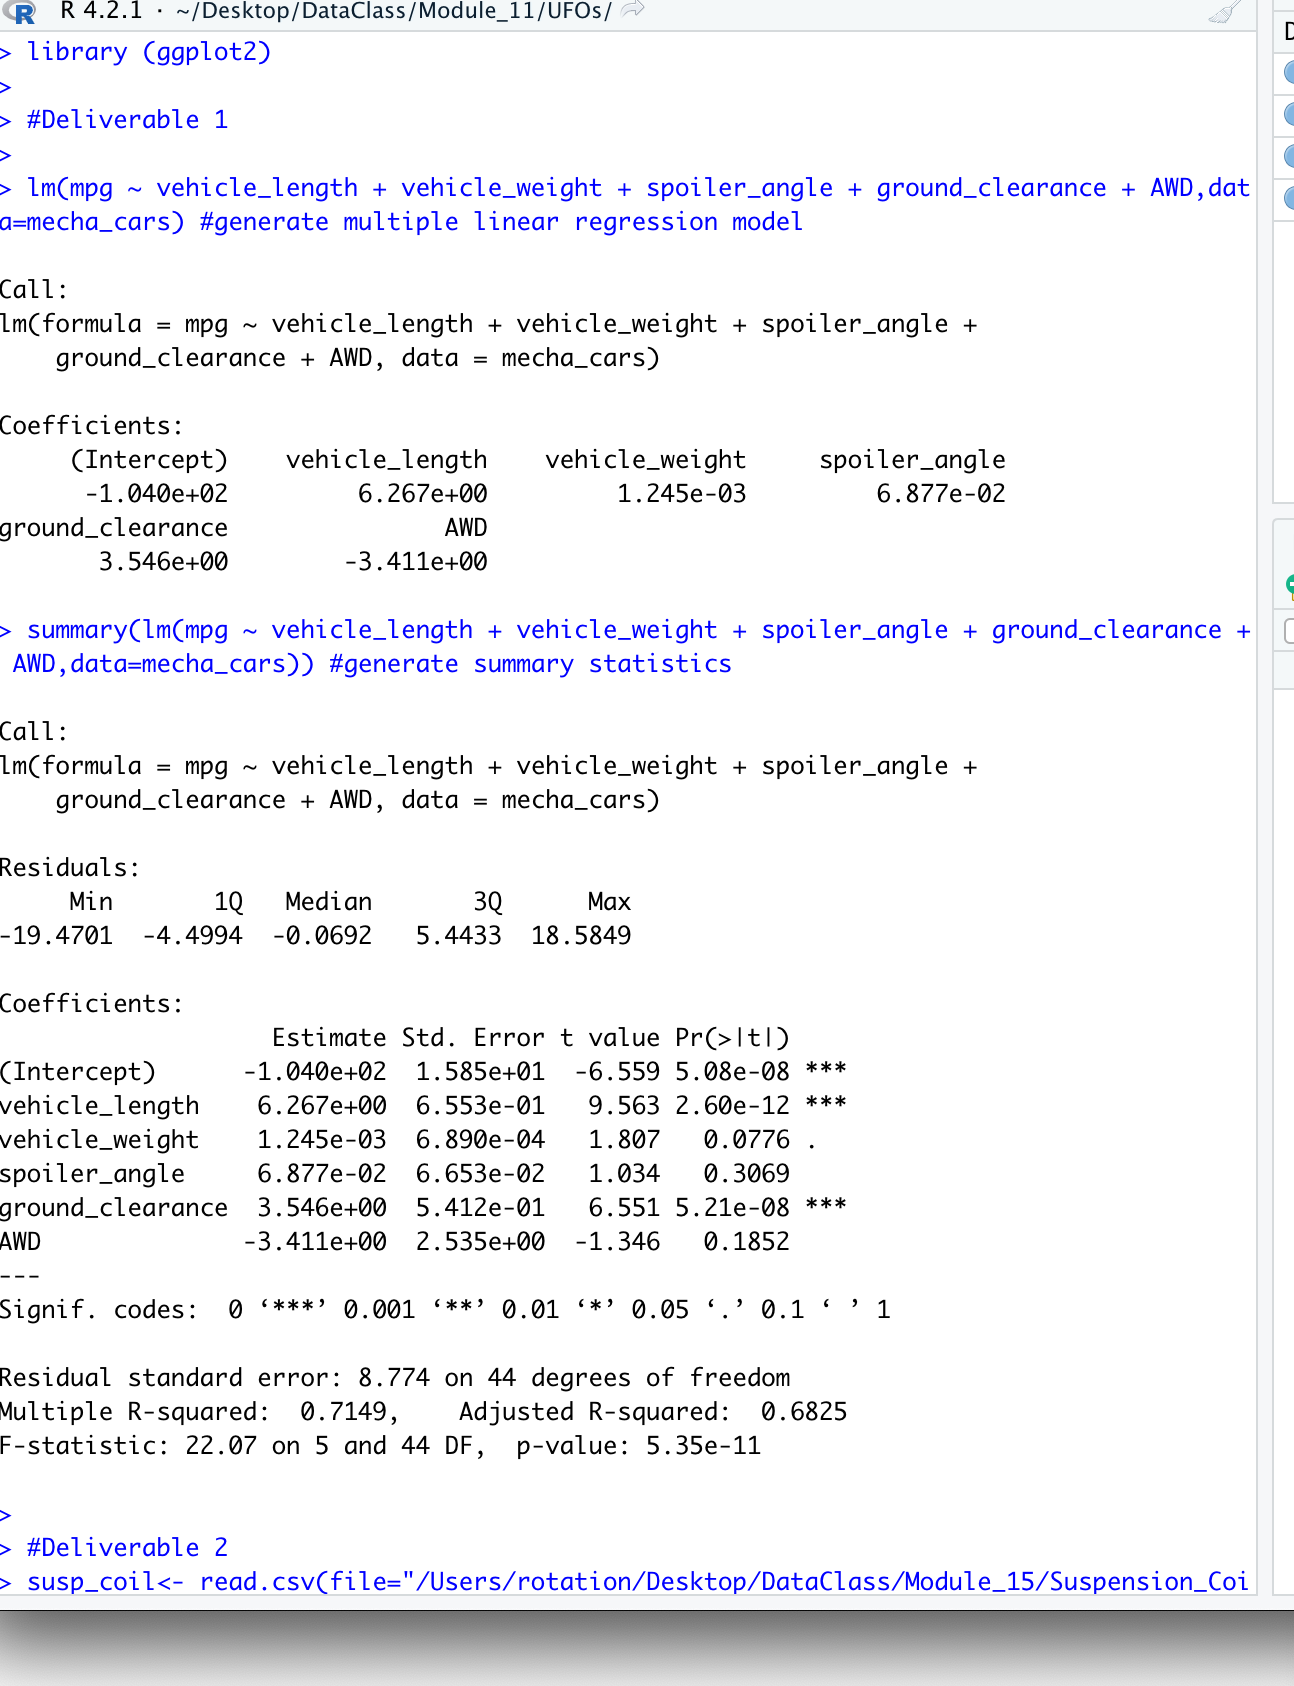 R 4.2.1 · ~/Desktop/DataClass/Module_11/UFOs/
> library (ggplot2)
>
> #Deliverable 1
>
> lm(mpg ~ vehicle_length + vehicle_weight + spoiler_angle + ground_clearance + AWD,dat
a=mecha_cars) #generate multiple linear regression model
Call:
lm(formula = mpg ~ vehicle_length + vehicle_weight + spoiler_angle +
    ground_clearance + AWD, data = mecha_cars)
Coefficients:
     (Intercept)    vehicle_length    vehicle_weight     spoiler_angle
      -1.040e+02         6.267e+00         1.245e-03         6.877e-02
ground_clearance               AWD
       3.546e+00        -3.411e+00
> summary(lm(mpg ~ vehicle_length + vehicle_weight + spoiler_angle + ground_clearance +
 AWD,data=mecha_cars)) #generate summary statistics
Call:
lm(formula = mpg ~ vehicle_length + vehicle_weight + spoiler_angle +
    ground_clearance + AWD, data = mecha_cars)
Residuals:
     Min       1Q   Median       3Q      Max
-19.4701  -4.4994  -0.0692   5.4433  18.5849
Coefficients:
                   Estimate Std. Error t value Pr(>|t|)
(Intercept)      -1.040e+02  1.585e+01  -6.559 5.08e-08 ***
vehicle_length    6.267e+00  6.553e-01   9.563 2.60e-12 ***
vehicle_weight    1.245e-03  6.890e-04   1.807   0.0776 .
spoiler_angle     6.877e-02  6.653e-02   1.034   0.3069
ground_clearance  3.546e+00  5.412e-01   6.551 5.21e-08 ***
AWD              -3.411e+00  2.535e+00  -1.346   0.1852
---
Signif. codes:  0 ‘***’ 0.001 ‘**’ 0.01 ‘*’ 0.05 ‘.’ 0.1 ‘ ’ 1
Residual standard error: 8.774 on 44 degrees of freedom
Multiple R-squared:  0.7149,    Adjusted R-squared:  0.6825
F-statistic: 22.07 on 5 and 44 DF,  p-value: 5.35e-11
>
> #Deliverable 2
> susp_coil<- read.csv(file="/Users/rotation/Desktop/DataClass/Module_15/Suspension_Coi